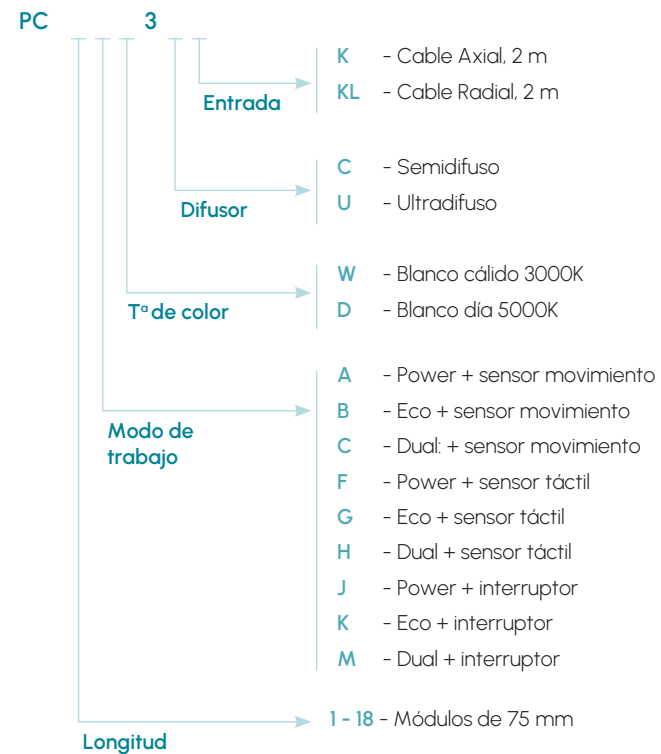 PC 3
K - Cable Axial, 2 m
KL - Cable Radial, 2 m
Entrada
C - Semidifuso
U - Ultradifuso
Difusor
W - Blanco cálido 3000K
D - Blanco día 5000K
Tª de color
A - Power + sensor movimiento
B - Eco + sensor movimiento
C - Dual: + sensor movimiento
F - Power + sensor táctil
G - Eco + sensor táctil
H - Dual + sensor táctil
J - Power + interruptor
K - Eco + interruptor
M - Dual + interruptor
Modo de
trabajo
1 - 18 - Módulos de 75 mm
Longitud